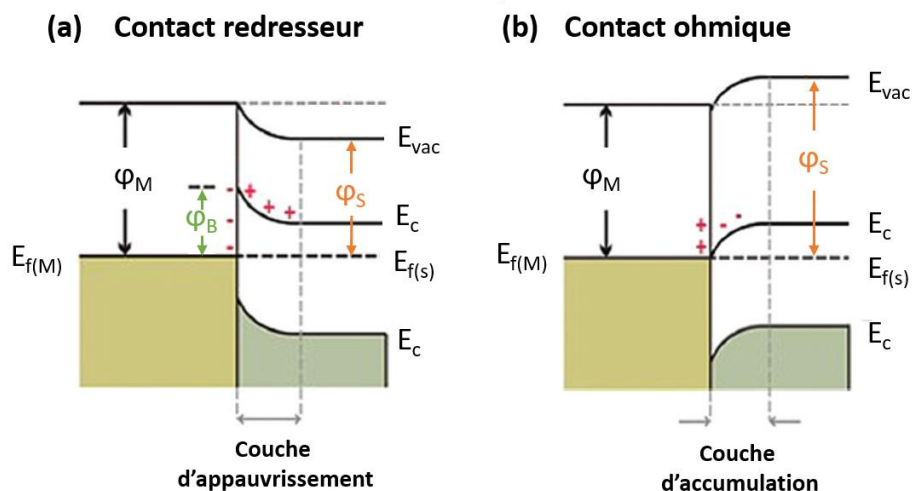 (a) Contact redresseur
(b) Contact ohmique
E_vac
φ_M
φ_S
φ_B
E_c
E_f(M)
E_f(s)
E_c
Couche
d'appauvrissement
E_vac
φ_M
φ_S
E_c
E_f(M)
E_f(s)
E_c
Couche
d'accumulation